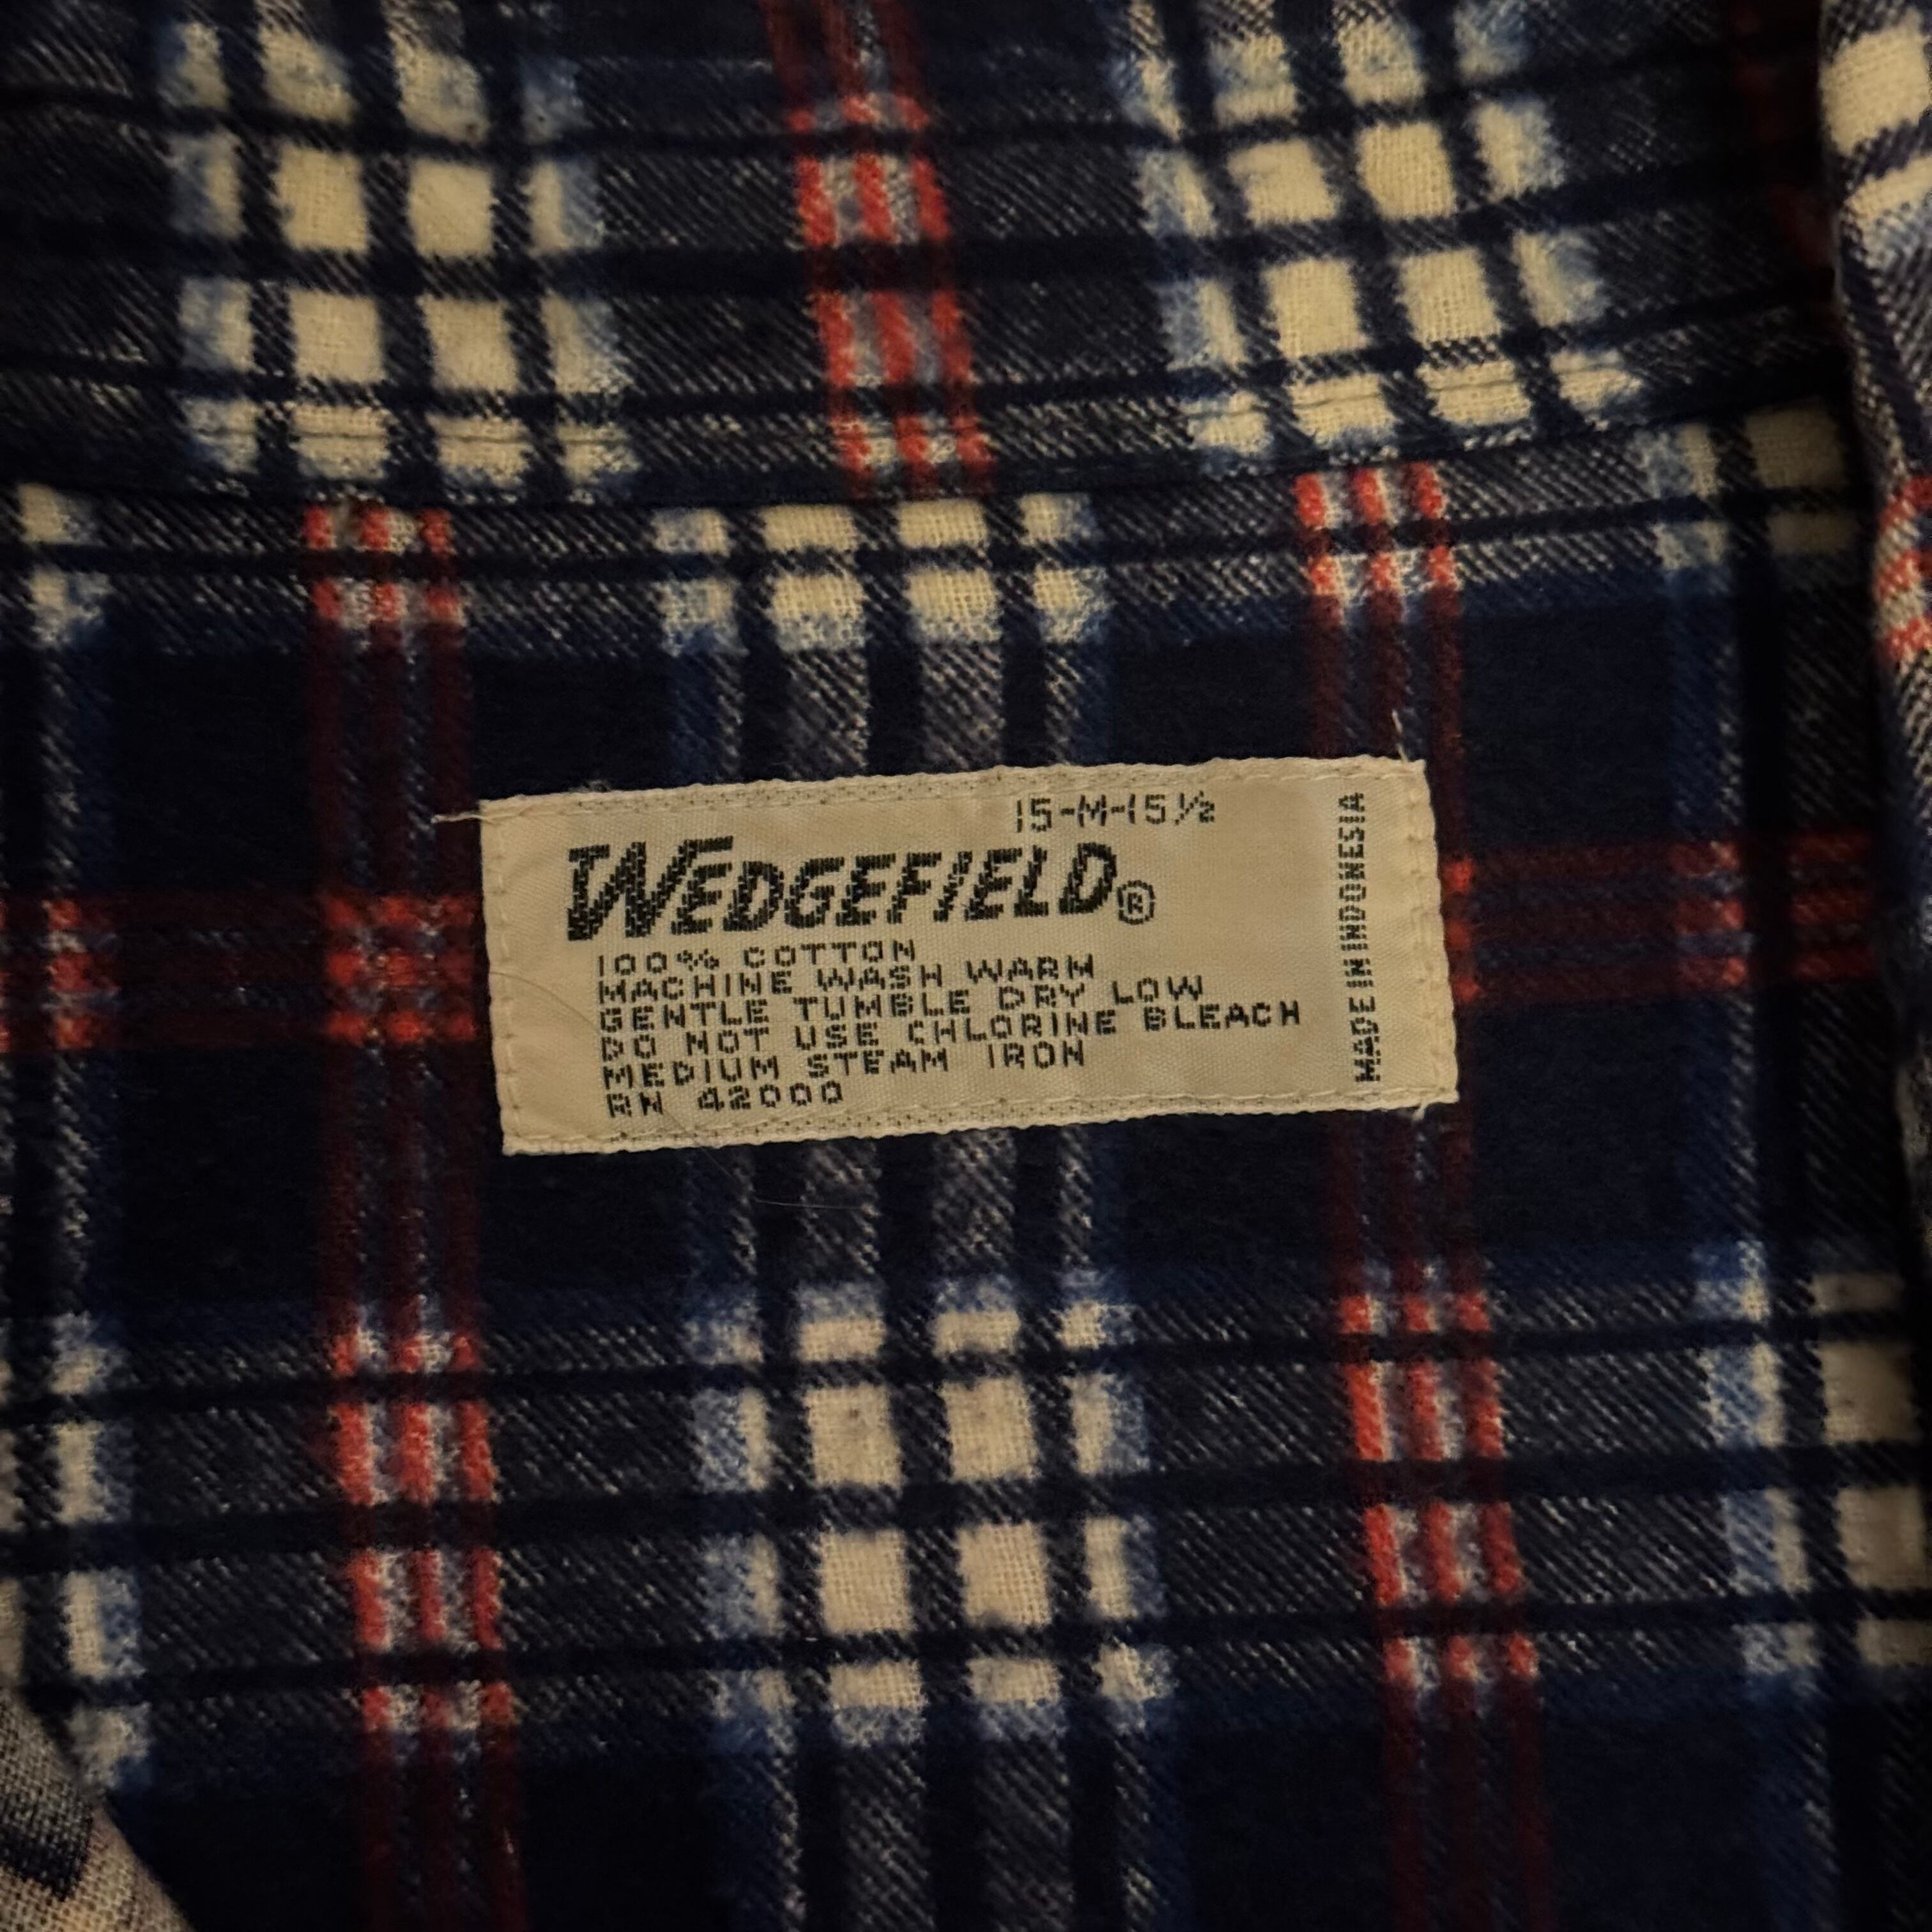 15-M-15½
WEDGEFIELD®
100% COTTON
MACHINE WASH WARM
GENTLE TUMBLE DRY LOW
DO NOT USE CHLORINE BLEACH
MEDIUM STEAM IRON
RN 42000
MADE IN INDONESIA